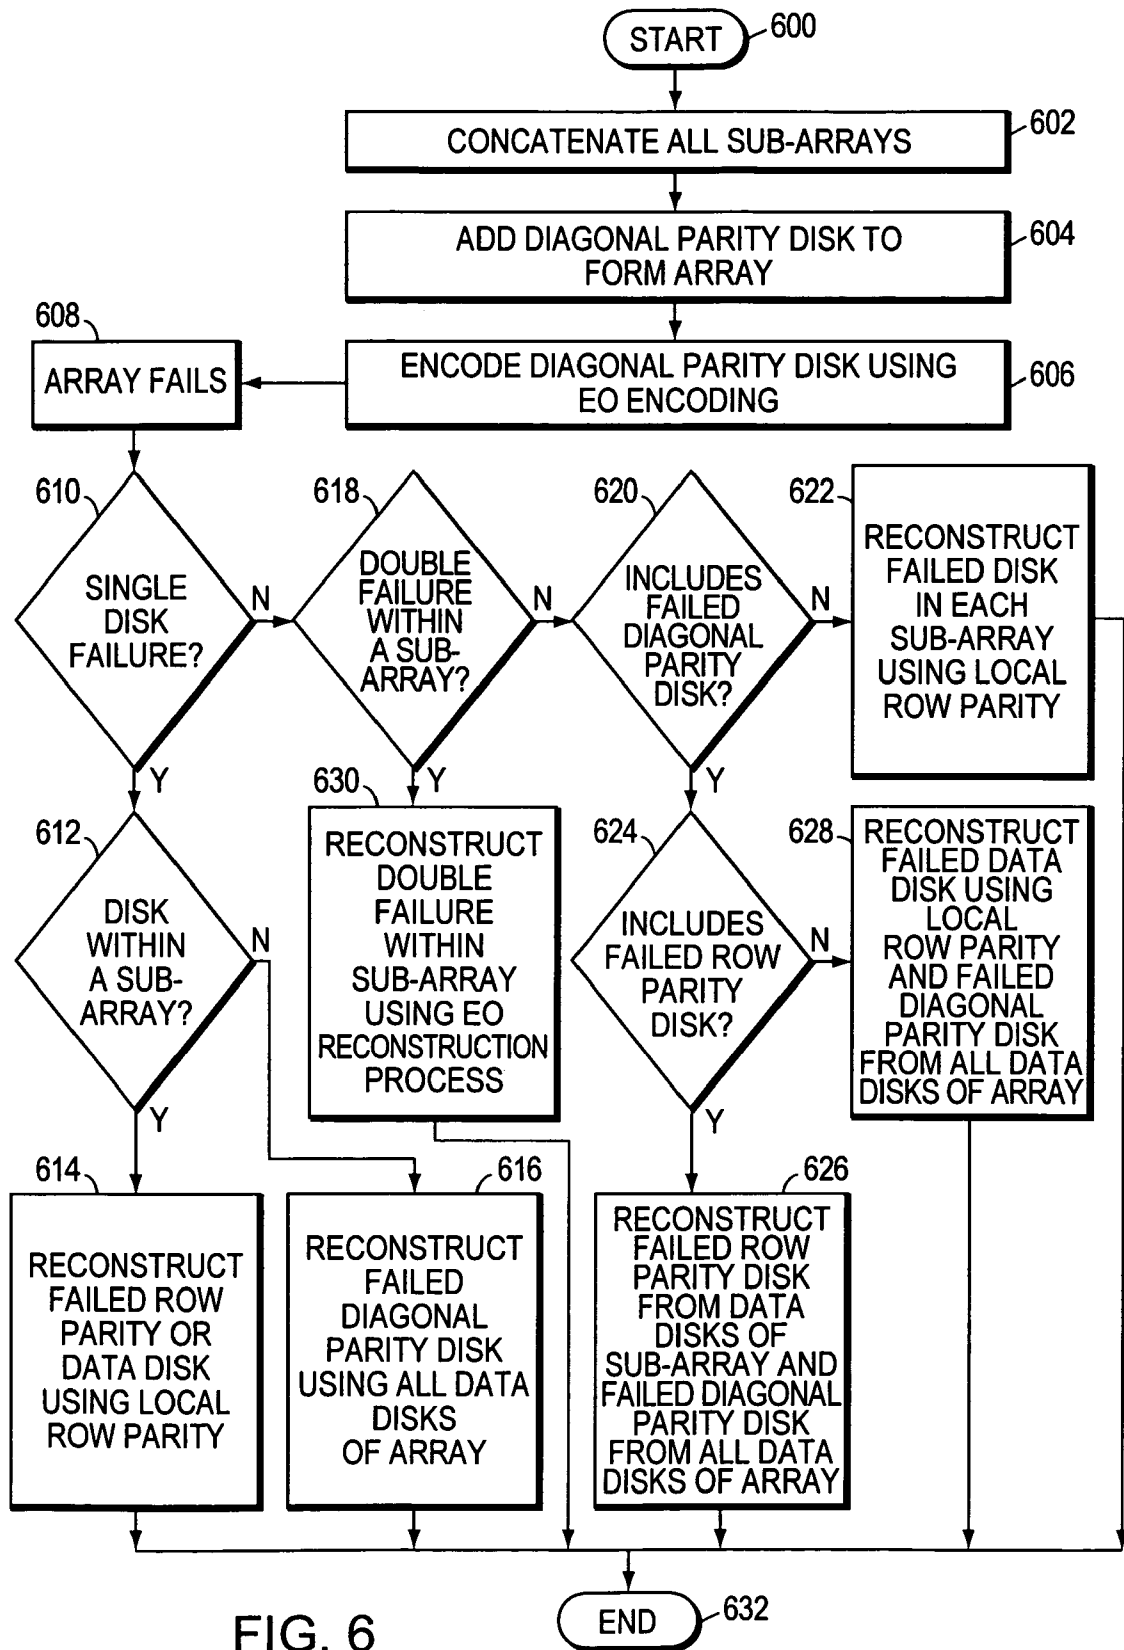 START
600
CONCATENATE ALL SUB-ARRAYS
602
ADD DIAGONAL PARITY DISK TO
FORM ARRAY
604
608
ARRAY FAILS
ENCODE DIAGONAL PARITY DISK USING
EO ENCODING
606
610
SINGLE
DISK
FAILURE?
N
Y
618
DOUBLE
FAILURE
WITHIN
A SUB-
ARRAY?
N
Y
620
INCLUDES
FAILED
DIAGONAL
PARITY
DISK?
N
Y
622
RECONSTRUCT
FAILED DISK
IN EACH
SUB-ARRAY
USING LOCAL
ROW PARITY
612
DISK
WITHIN
A SUB-
ARRAY?
N
Y
630
RECONSTRUCT
DOUBLE
FAILURE
WITHIN
SUB-ARRAY
USING EO
RECONSTRUCTION
PROCESS
624
INCLUDES
FAILED ROW
PARITY
DISK?
N
Y
628
RECONSTRUCT
FAILED DATA
DISK USING
LOCAL
ROW PARITY
AND FAILED
DIAGONAL
PARITY DISK
FROM ALL DATA
DISKS OF ARRAY
614
RECONSTRUCT
FAILED ROW
PARITY OR
DATA DISK
USING LOCAL
ROW PARITY
616
RECONSTRUCT
FAILED
DIAGONAL
PARITY DISK
USING ALL DATA
DISKS
OF ARRAY
626
RECONSTRUCT
FAILED ROW
PARITY DISK
FROM DATA
DISKS OF
SUB-ARRAY AND
FAILED DIAGONAL
PARITY DISK
FROM ALL DATA
DISKS OF ARRAY
END
632
FIG. 6